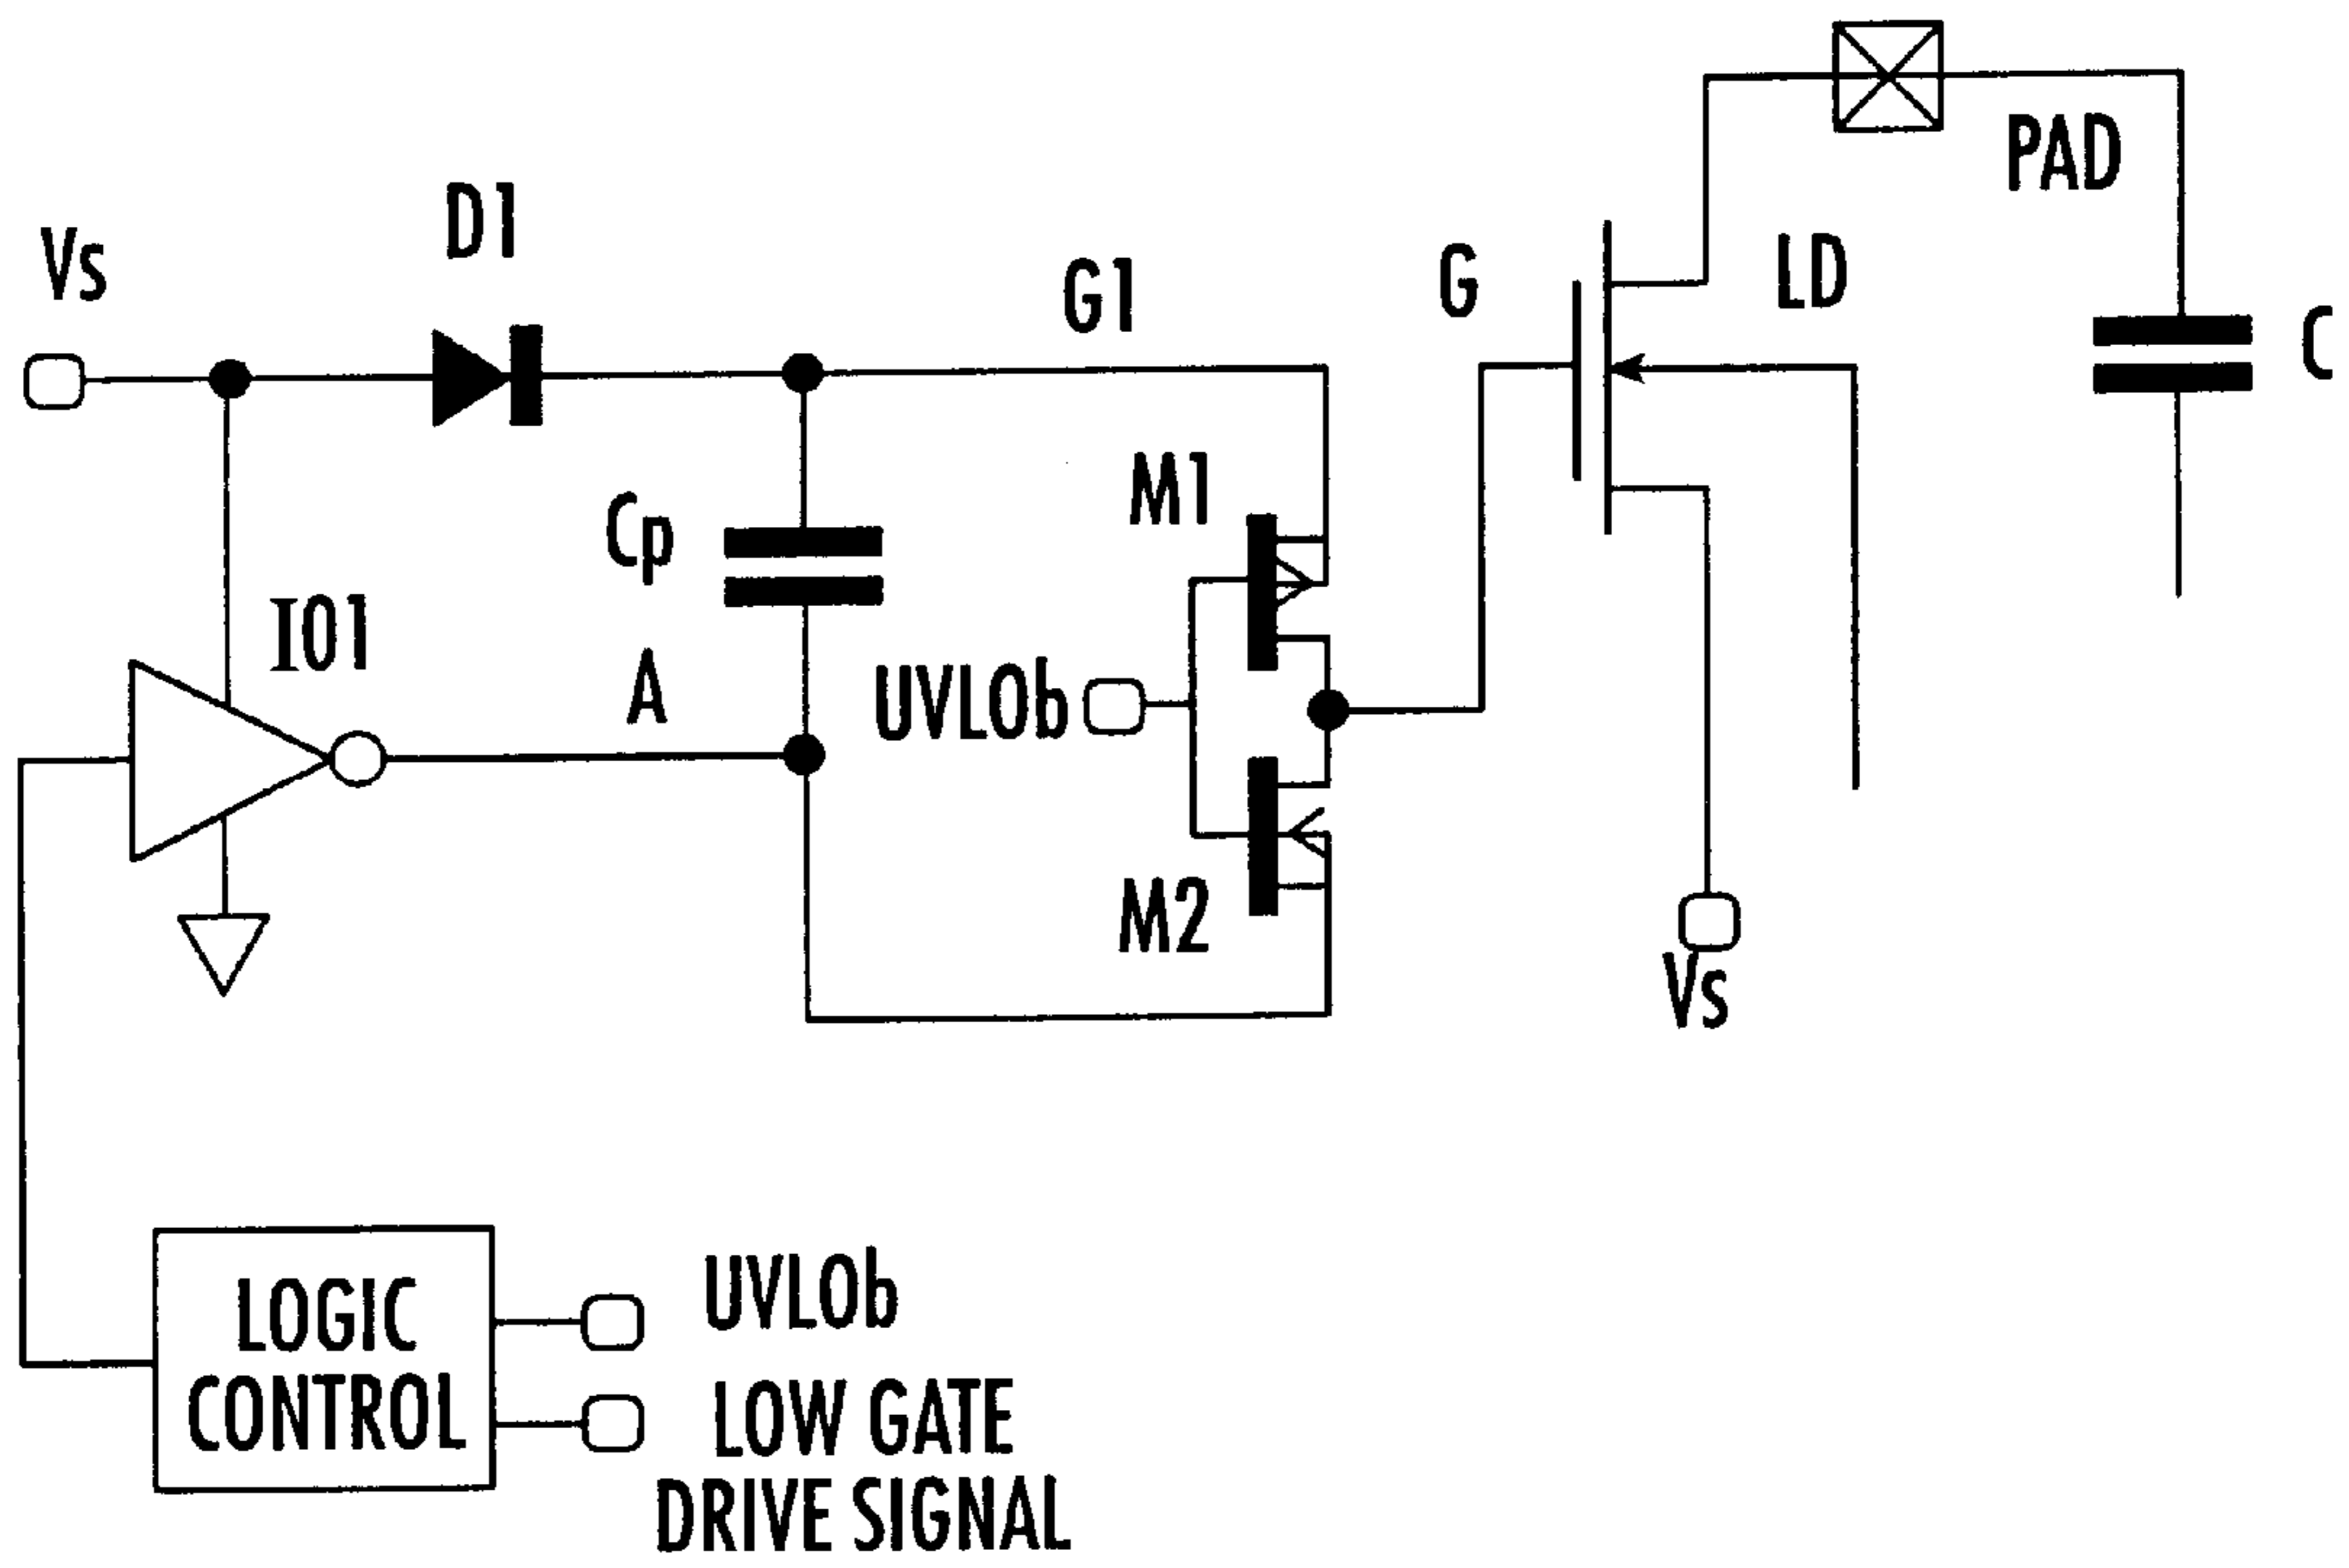 PAD
D1
Vs
G1
G
LD
C
M1
Cp
I01
A
UVLOb
M2
Vs
LOGIC
CONTROL
UVLOb
LOW GATE
DRIVE SIGNAL